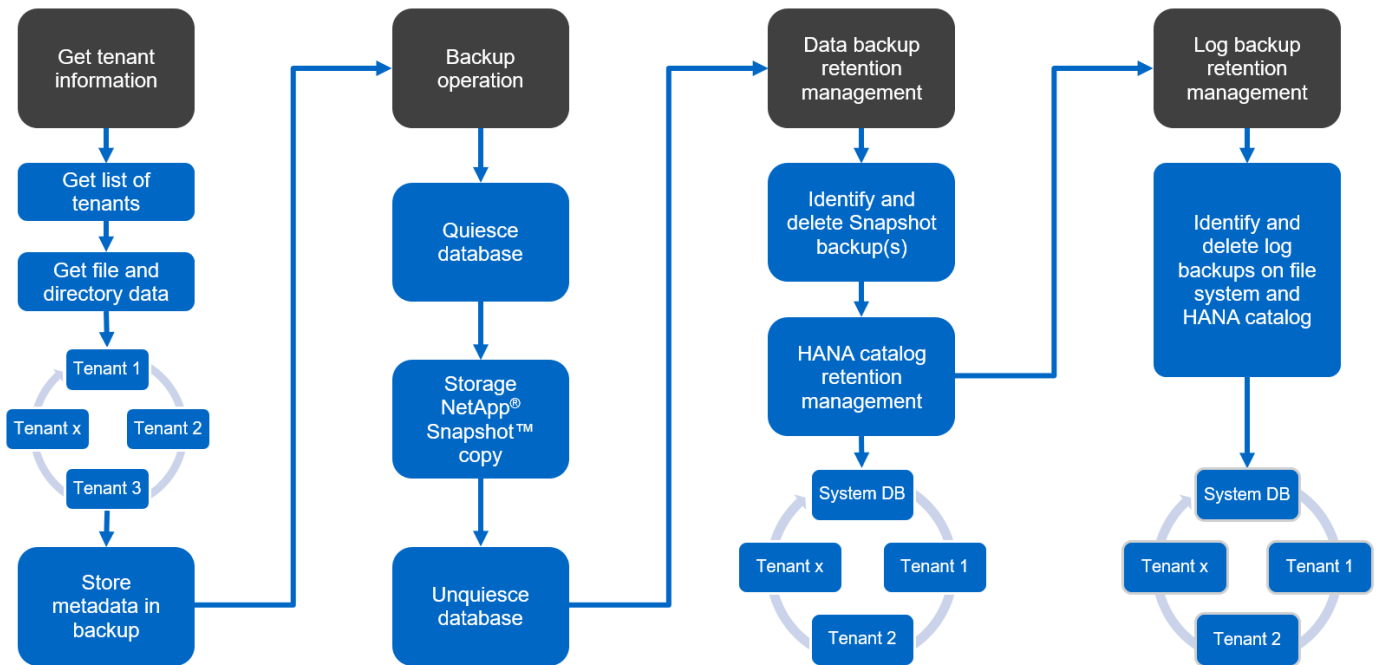 Get tenant
information
Get list of
tenants
Get file and
directory data
Tenant 1
Tenant x
Tenant 2
Tenant 3
Store
metadata in
backup
Backup
operation
Quiesce
database
Storage
NetApp®
Snapshot™
copy
Unquiesce
database
Data backup
retention
management
Identify and
delete Snapshot
backup(s)
HANA catalog
retention
management
System DB
Tenant x
Tenant 1
Tenant 2
Log backup
retention
management
Identify and
delete log
backups on file
system and
HANA catalog
System DB
Tenant x
Tenant 1
Tenant 2